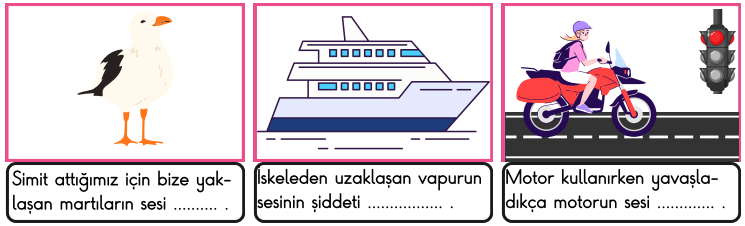 Simit attığımız için bize yak-
laşan martıların sesi .......... .
İskeleden uzaklaşan vapurun
sesinin şiddeti ................. .
Motor kullanırken yavaşla-
dıkça motorun sesi ............. .